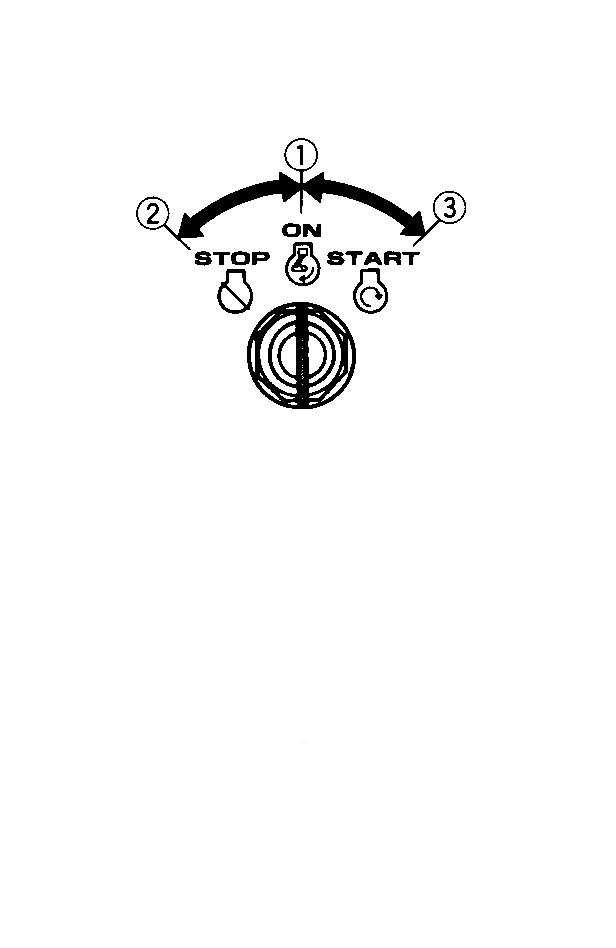 ①
② ③
ON
STOP START